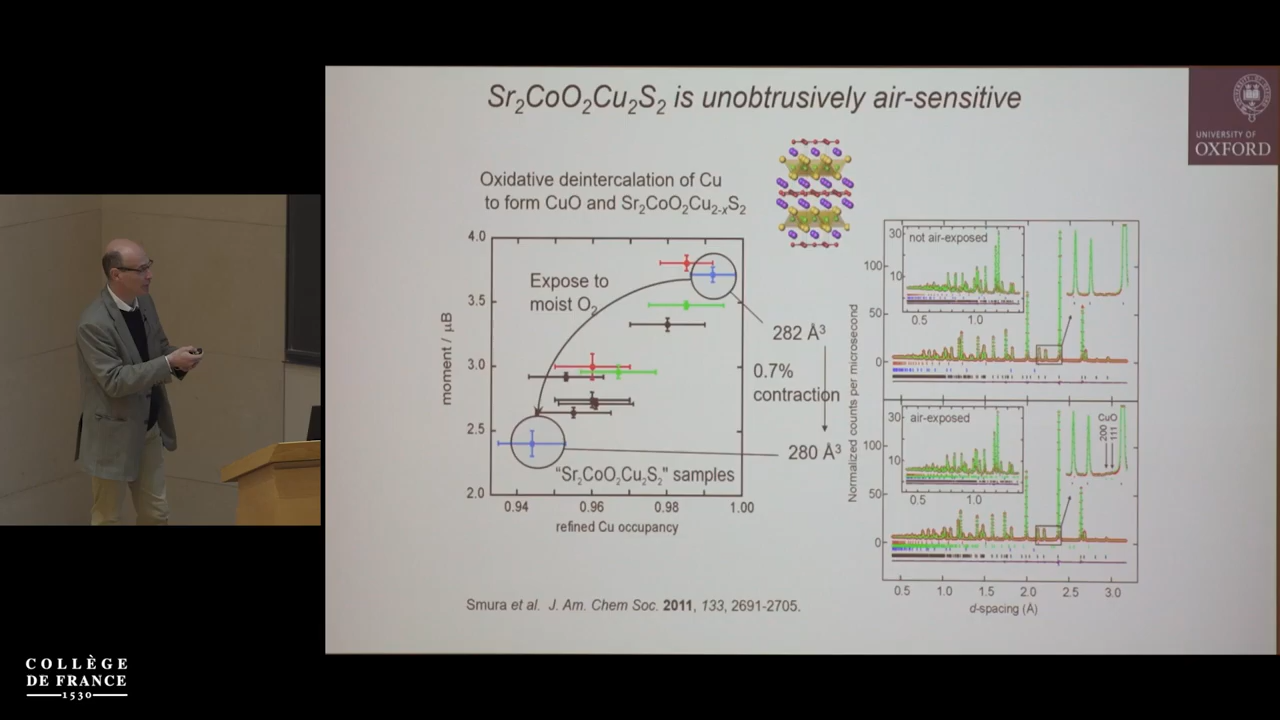 Sr₂CoO₂Cu₂S₂ is unobtrusively air-sensitive
UNIVERSITY OF
OXFORD
Oxidative deintercalation of Cu
to form CuO and Sr₂CoO₂Cu₂₋ₓS₂
4.0
3.5
3.0
2.5
2.0
moment / μB
Expose to
moist O₂
"Sr₂CoO₂Cu₂S₂" samples
0.94
0.96
0.98
1.00
refined Cu occupancy
282 Å³
0.7%
contraction
280 Å³
Normalized counts per microsecond
100
50
0
30
10
not air-exposed
0.5
1.0
100
50
0
30
10
air-exposed
0.5
1.0
CuO
200
111
0.5
1.0
1.5
2.0
2.5
3.0
d-spacing (Å)
Smura et al. J. Am. Chem Soc. 2011, 133, 2691-2705.
COLLÈGE
DE FRANCE
1530